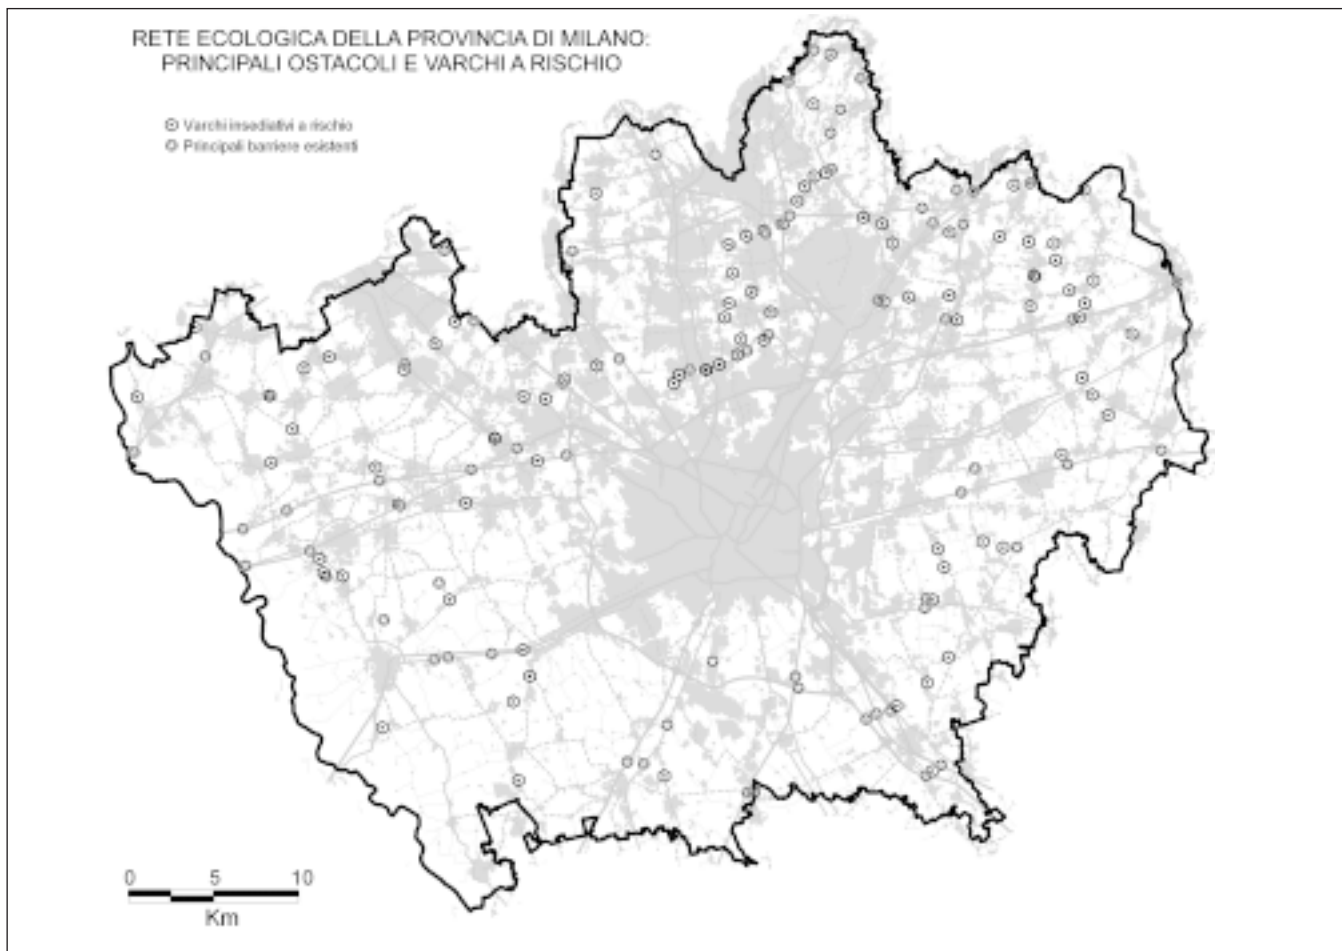 RETE ECOLOGICA DELLA PROVINCIA DI MILANO:
PRINCIPALI OSTACOLI E VARCHI A RISCHIO
Varchi insediativi a rischio
Principali barriere esistenti
0 5 10
Km